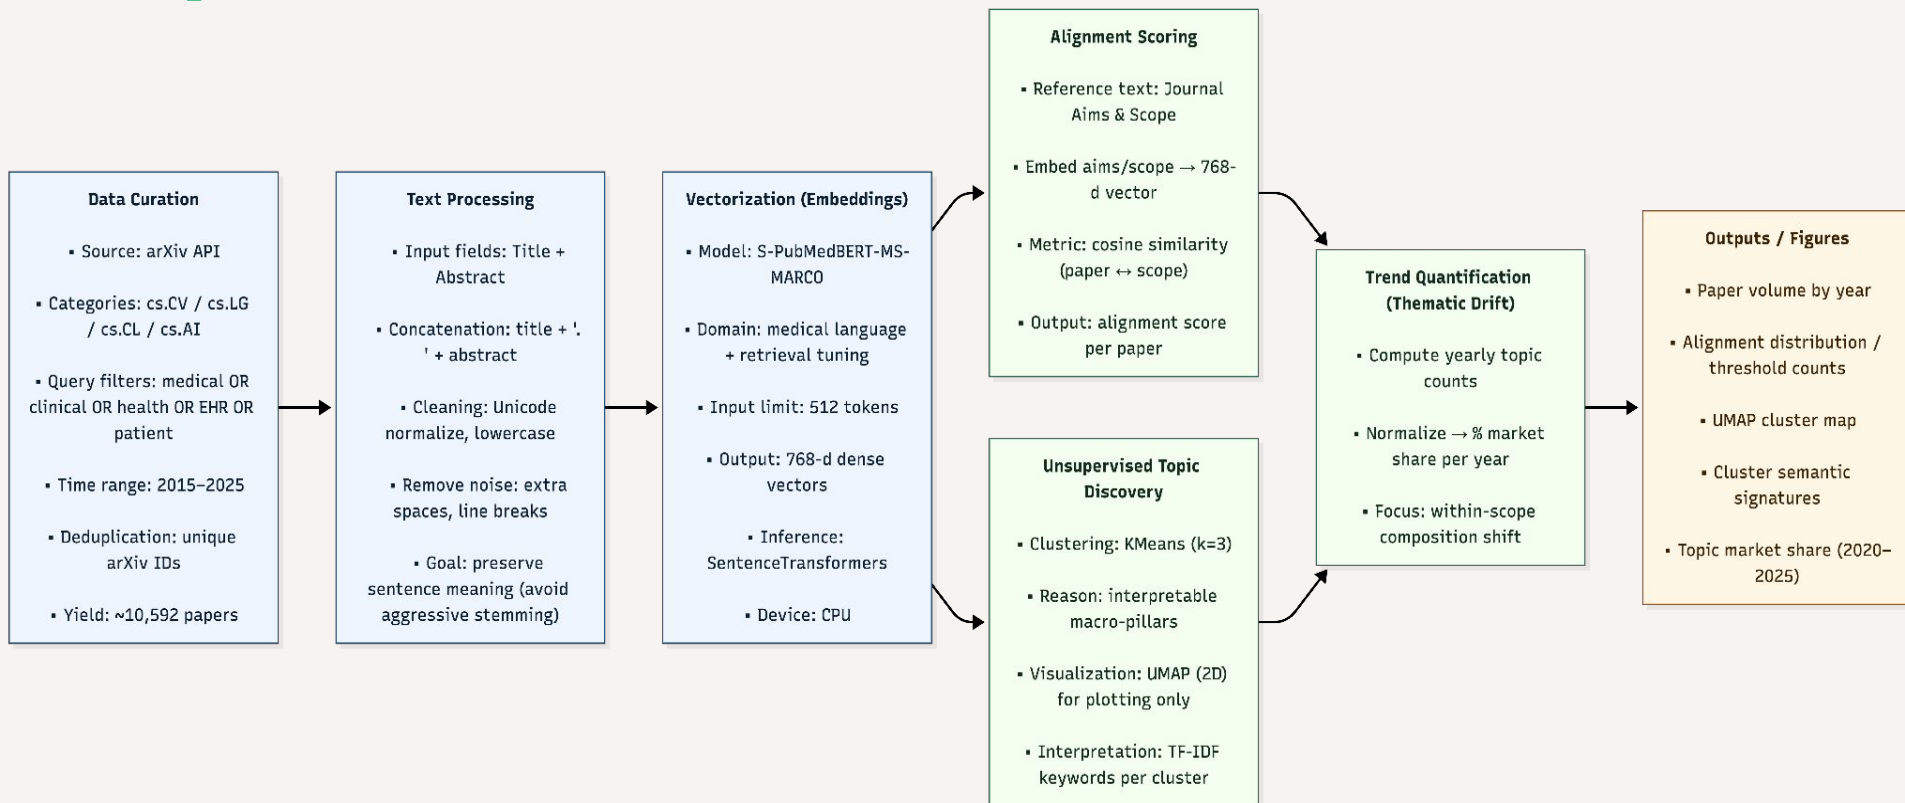 Data Curation
▪ Source: arXiv API
▪ Categories: cs.CV / cs.LG
/ cs.CL / cs.AI
▪ Query filters: medical OR
clinical OR health OR EHR OR
patient
▪ Time range: 2015–2025
▪ Deduplication: unique
arXiv IDs
▪ Yield: ~10,592 papers
Text Processing
▪ Input fields: Title +
Abstract
▪ Concatenation: title + '.
' + abstract
▪ Cleaning: Unicode
normalize, lowercase
▪ Remove noise: extra
spaces, line breaks
▪ Goal: preserve
sentence meaning (avoid
aggressive stemming)
Vectorization (Embeddings)
▪ Model: S-PubMedBERT-MS-
MARCO
▪ Domain: medical language
+ retrieval tuning
▪ Input limit: 512 tokens
▪ Output: 768-d dense
vectors
▪ Inference:
SentenceTransformers
▪ Device: CPU
Alignment Scoring
▪ Reference text: Journal
Aims & Scope
▪ Embed aims/scope → 768-
d vector
▪ Metric: cosine similarity
(paper ↔ scope)
▪ Output: alignment score
per paper
Unsupervised Topic
Discovery
▪ Clustering: KMeans (k=3)
▪ Reason: interpretable
macro-pillars
▪ Visualization: UMAP (2D)
for plotting only
▪ Interpretation: TF-IDF
keywords per cluster
Trend Quantification
(Thematic Drift)
▪ Compute yearly topic
counts
▪ Normalize → % market
share per year
▪ Focus: within-scope
composition shift
Outputs / Figures
▪ Paper volume by year
▪ Alignment distribution /
threshold counts
▪ UMAP cluster map
▪ Cluster semantic
signatures
▪ Topic market share (2020–
2025)